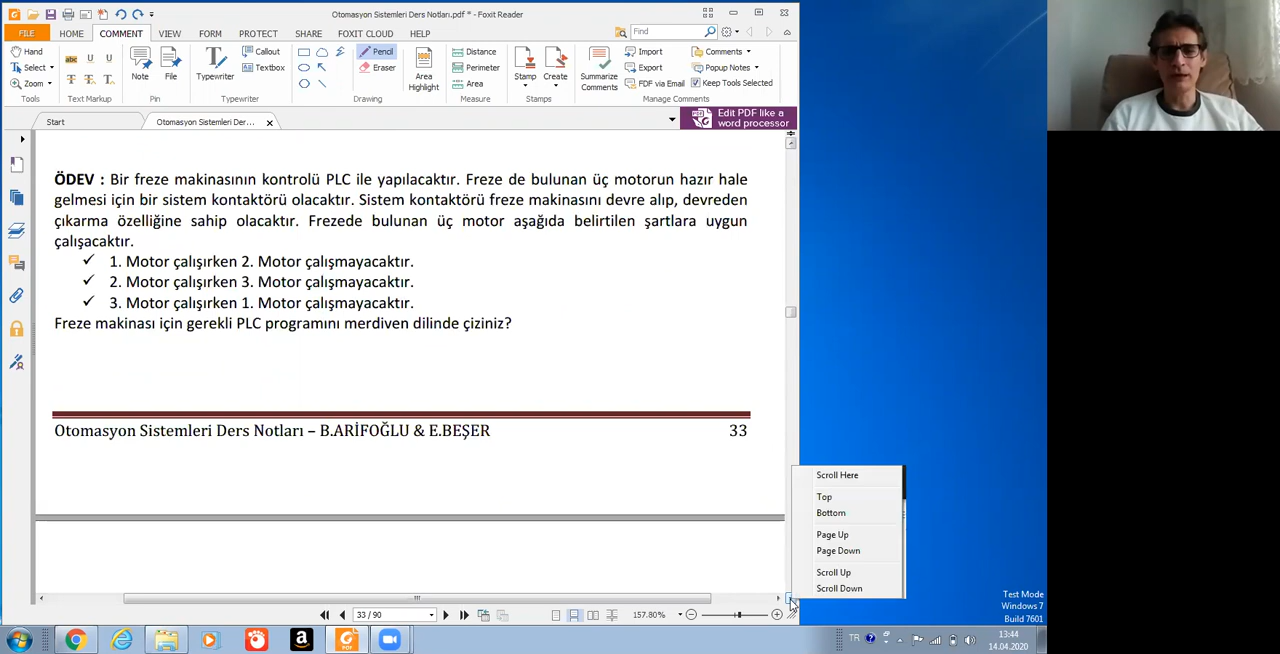 Otomasyon Sistemleri Ders Notları.pdf * - Foxit Reader
FILE HOME COMMENT VIEW FORM PROTECT SHARE FOXIT CLOUD HELP Find
Hand Select Zoom
Tools
abc U U
T T T
Text Markup
Note File
Pin
Typewriter Callout Textbox
Typewriter
Pencil Eraser
Drawing
Area Highlight
Distance Perimeter Area
Measure
Stamp Create
Stamps
Summarize Comments
Import Export FDF via Email
Comments Popup Notes Keep Tools Selected
Manage Comments
Start Otomasyon Sistemleri Der...
Edit PDF like a
word processor
ÖDEV : Bir freze makinasının kontrolü PLC ile yapılacaktır. Freze de bulunan üç motorun hazır hale
gelmesi için bir sistem kontaktörü olacaktır. Sistem kontaktörü freze makinasını devre alıp, devreden
çıkarma özelliğine sahip olacaktır. Frezede bulunan üç motor aşağıda belirtilen şartlara uygun
çalışacaktır.
✓ 1. Motor çalışırken 2. Motor çalışmayacaktır.
✓ 2. Motor çalışırken 3. Motor çalışmayacaktır.
✓ 3. Motor çalışırken 1. Motor çalışmayacaktır.
Freze makinası için gerekli PLC programını merdiven dilinde çiziniz?
Otomasyon Sistemleri Ders Notları – B.ARİFOĞLU & E.BEŞER 33
Scroll Here
Top
Bottom
Page Up
Page Down
Scroll Up
Scroll Down
33 / 90 157.80%
Test Mode
Windows 7
Build 7601
PDF
TR
13:44
14.04.2020